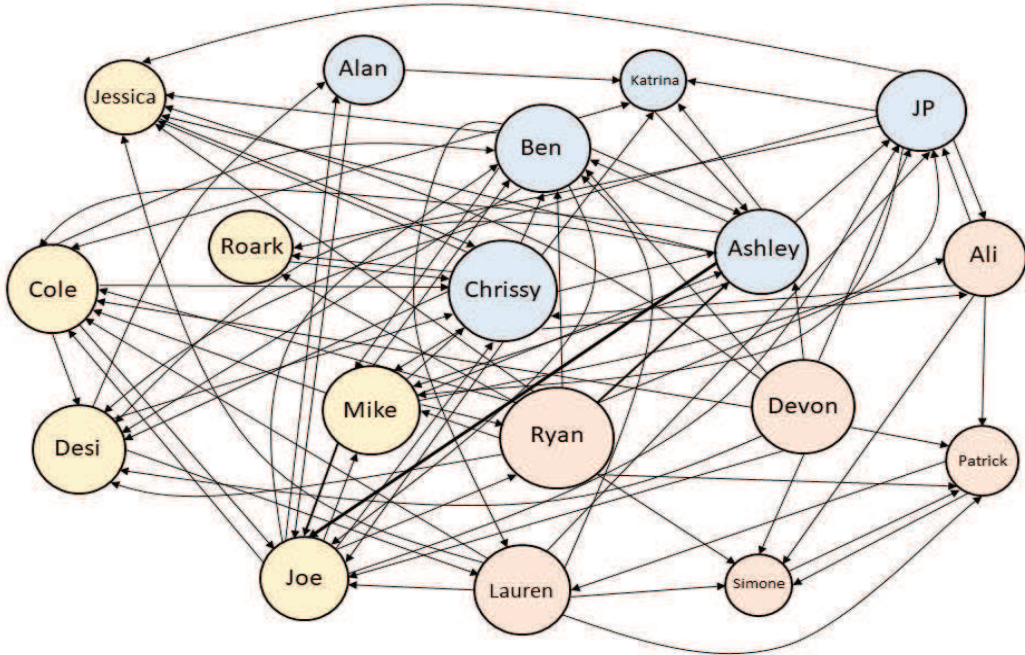 Alan
Katrina
Jessica
JP
Ben
Roark
Ashley
Ali
Cole
Chrissy
Mike
Devon
Ryan
Desi
Patrick
Joe
Lauren
Simone